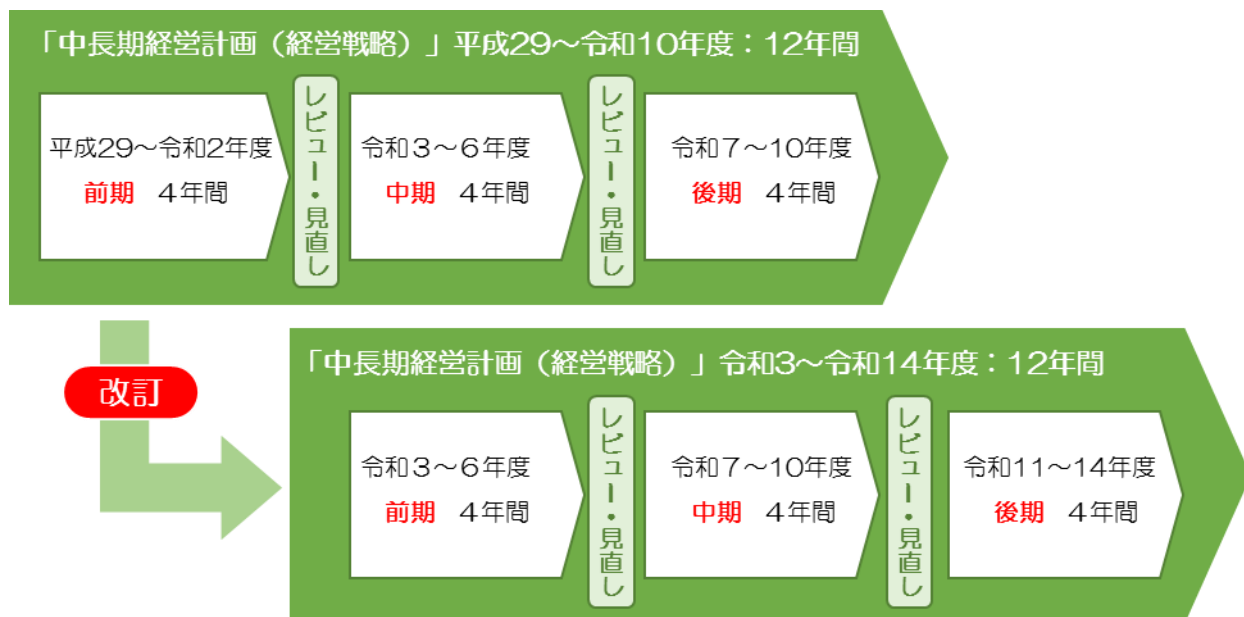 「中長期経営計画（経営戦略）」平成29～令和10年度：12年間
平成29～令和2年度
前期　4年間
レビュー・見直し
令和3～6年度
中期　4年間
レビュー・見直し
令和7～10年度
後期　4年間
改訂
「中長期経営計画（経営戦略）」令和3～令和14年度：12年間
令和3～6年度
前期　4年間
レビュー・見直し
令和7～10年度
中期　4年間
レビュー・見直し
令和11～14年度
後期　4年間